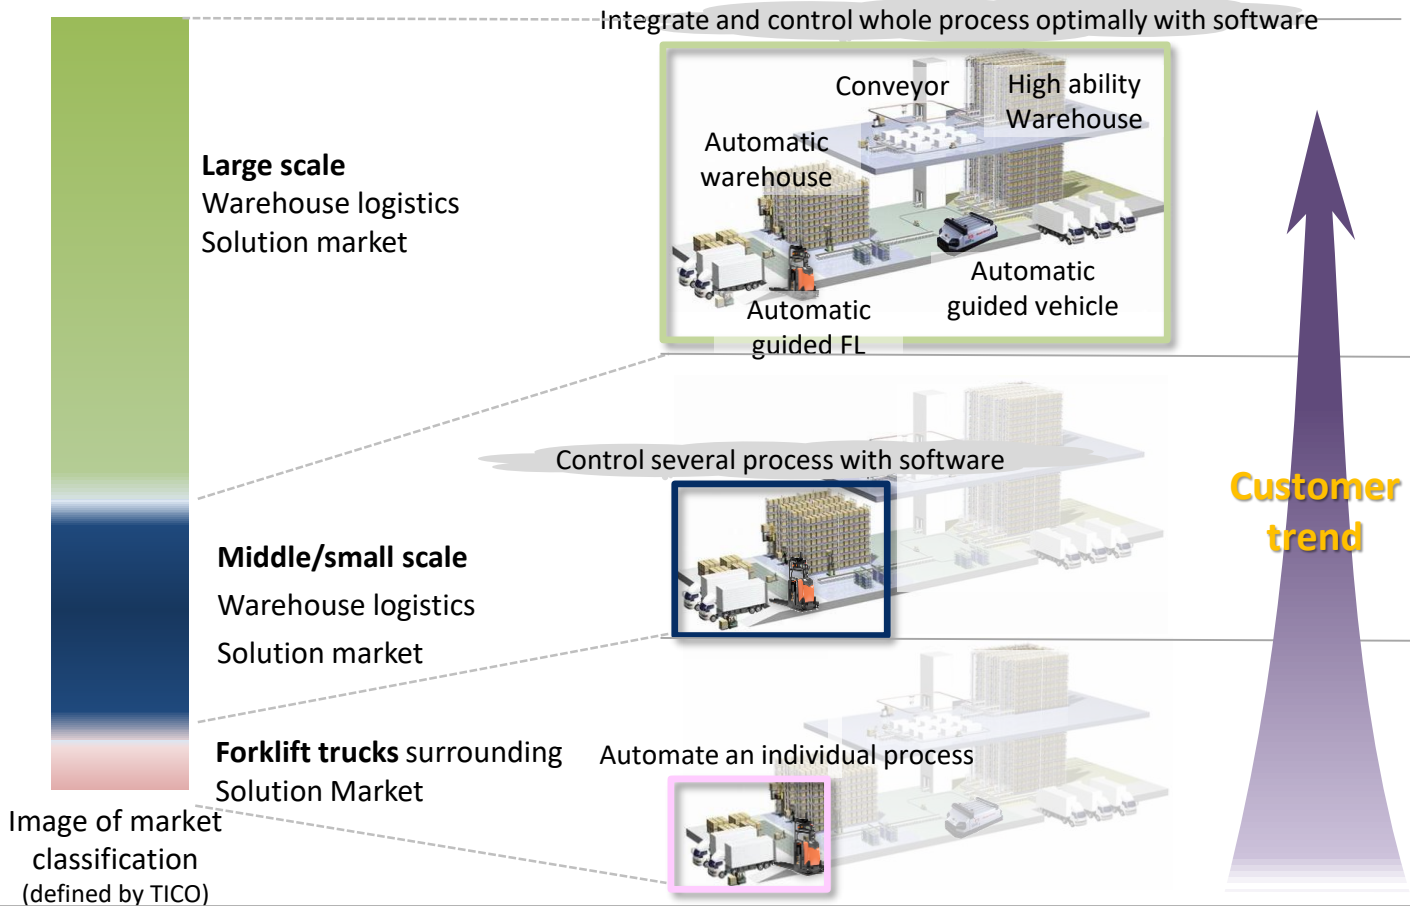 Integrate and control whole process optimally with software
Conveyor
High ability
Warehouse
Automatic
warehouse
Large scale
Warehouse logistics
Solution market
Automatic
guided vehicle
Automatic
guided FL
Control several process with software
Customer
trend
Middle/small scale
Warehouse logistics
Solution market
Forklift trucks surrounding
Solution Market
Automate an individual process
Image of market
classification
(defined by TICO)